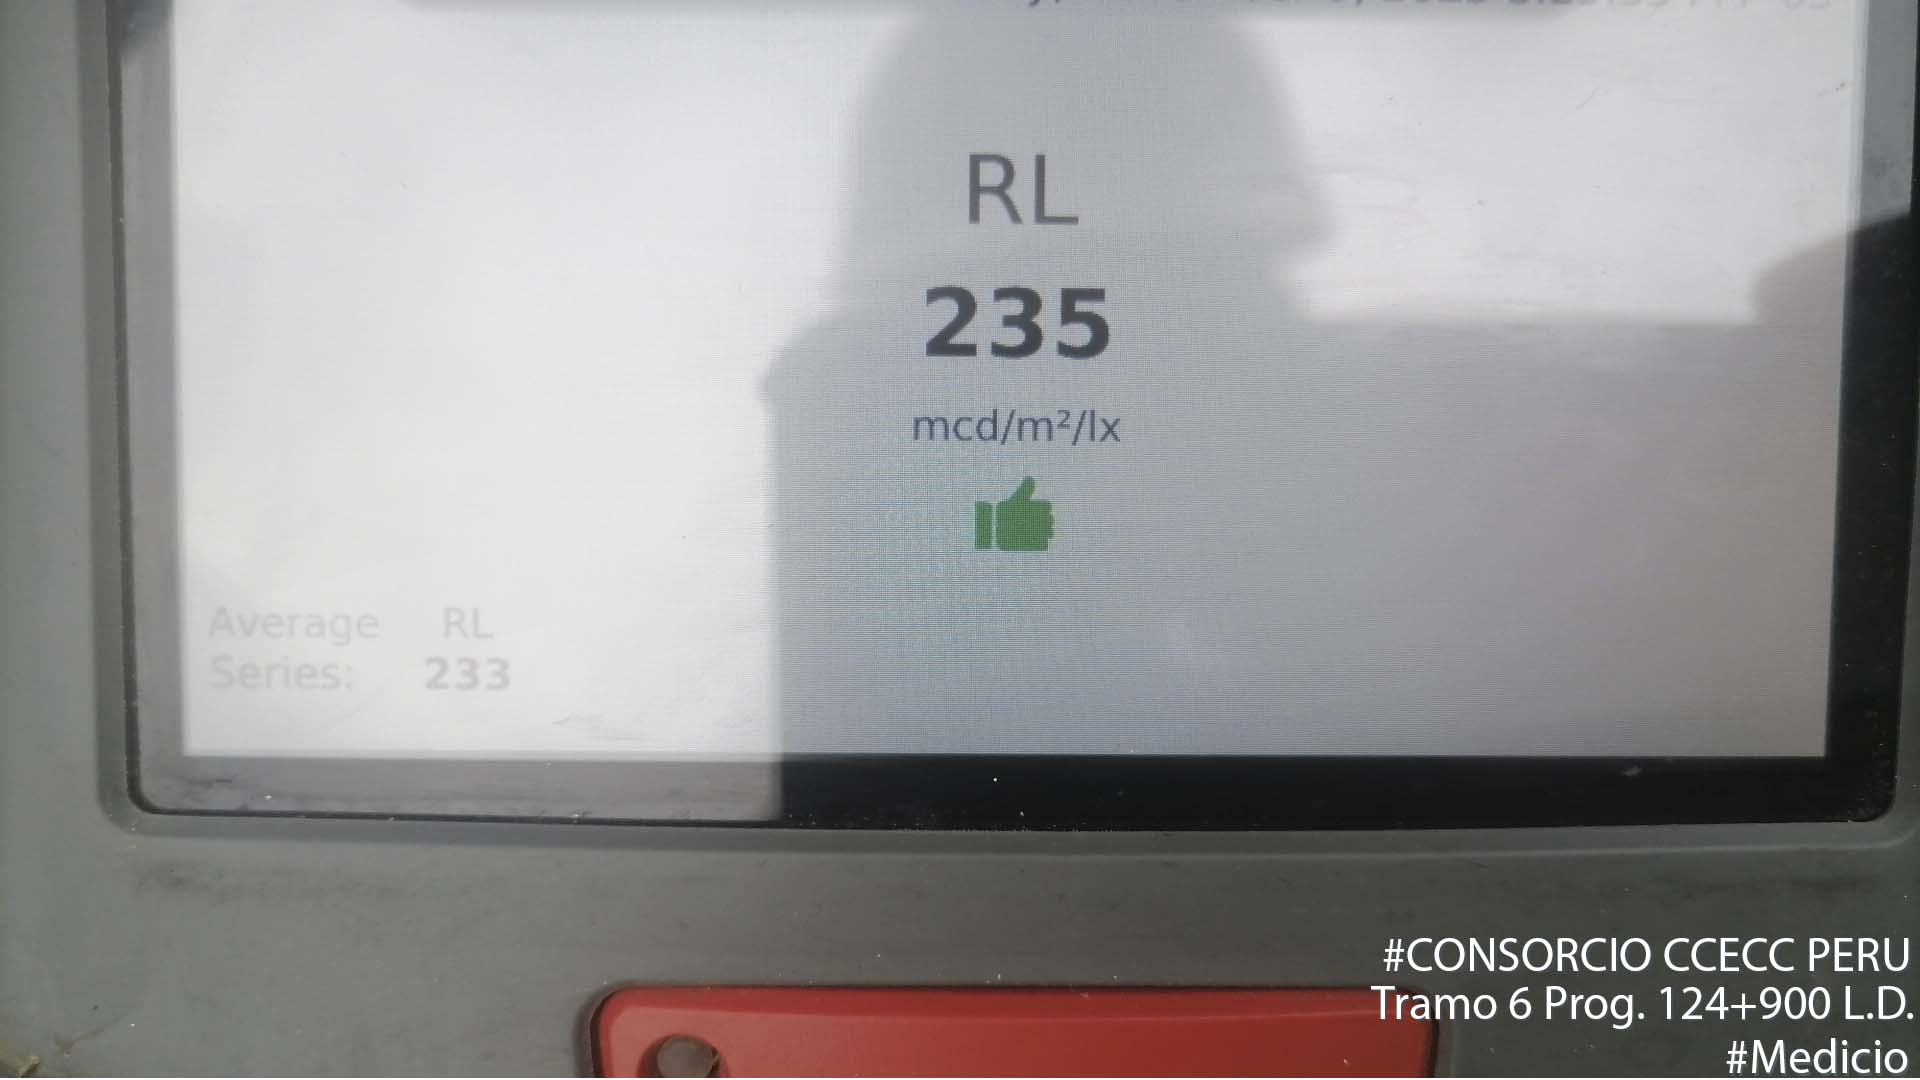 RL
235
mcd/m²/lx
Average RL
Series: 233
#CONSORCIO CCECC PERU
Tramo 6 Prog. 124+900 L.D.
#Medicio